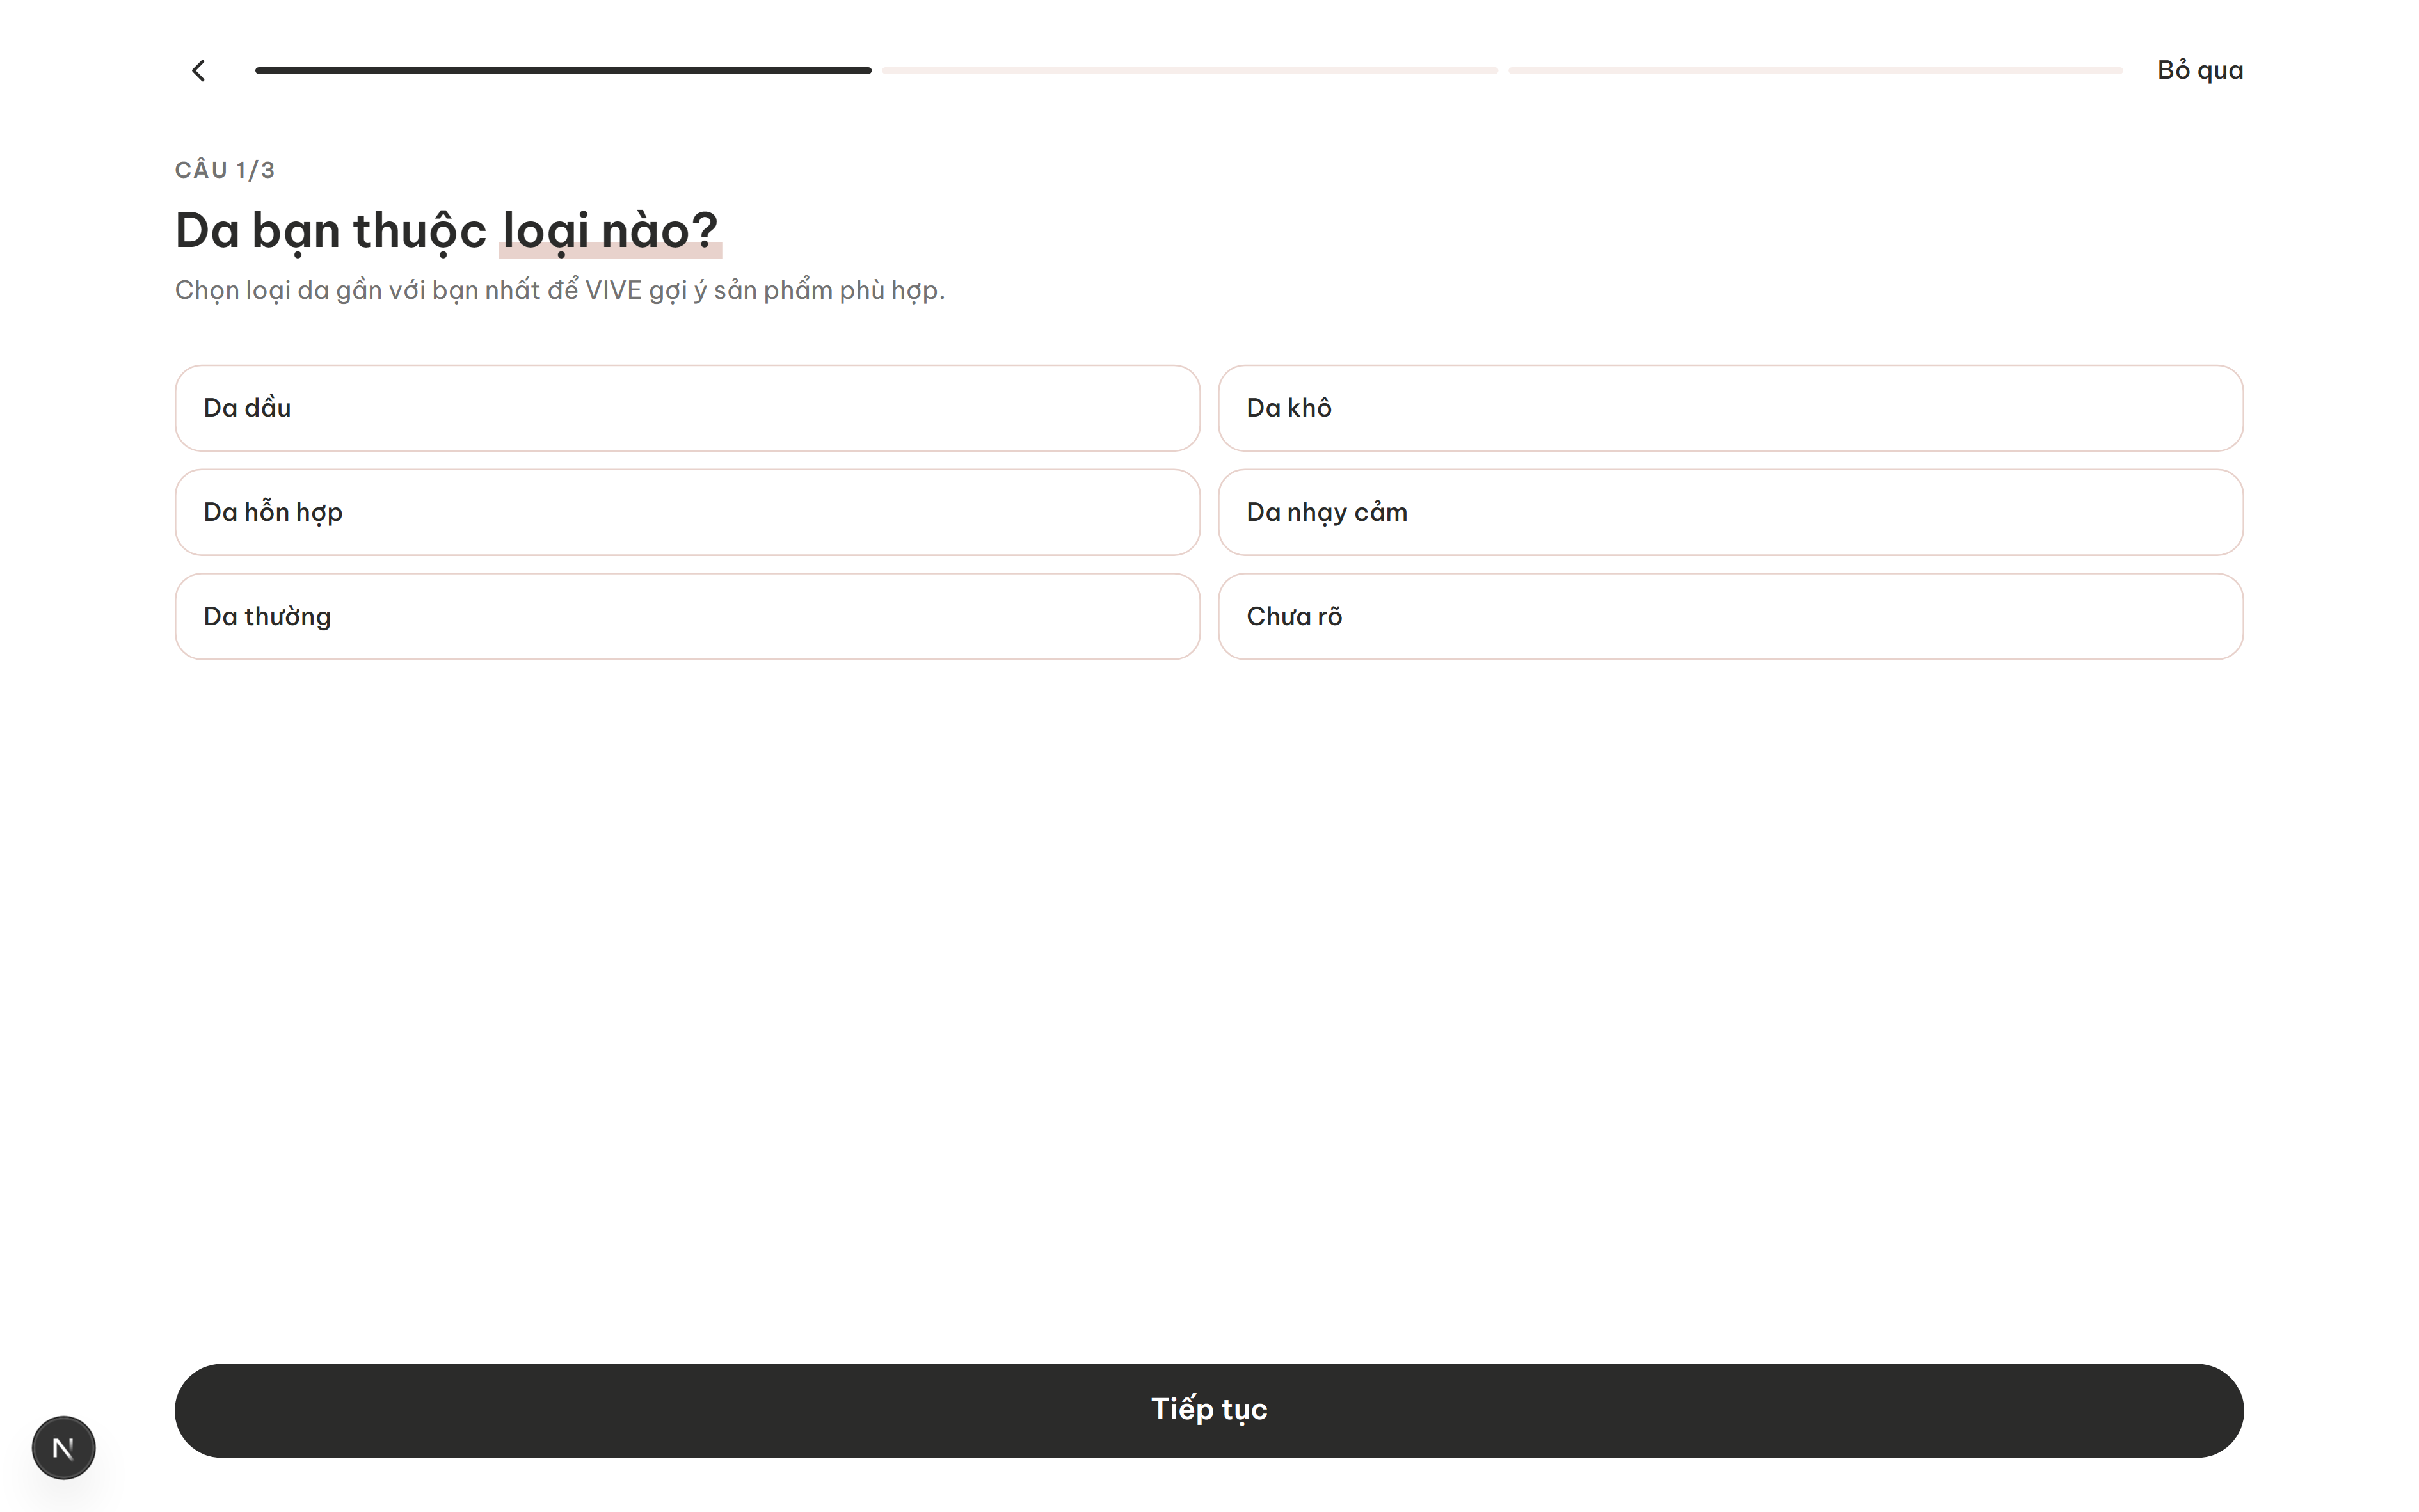 Bỏ qua
CÂU 1/3
Da bạn thuộc loại nào?
Chọn loại da gần với bạn nhất để VIVE gợi ý sản phẩm phù hợp.
Da dầu
Da khô
Da hỗn hợp
Da nhạy cảm
Da thường
Chưa rõ
Tiếp tục
N